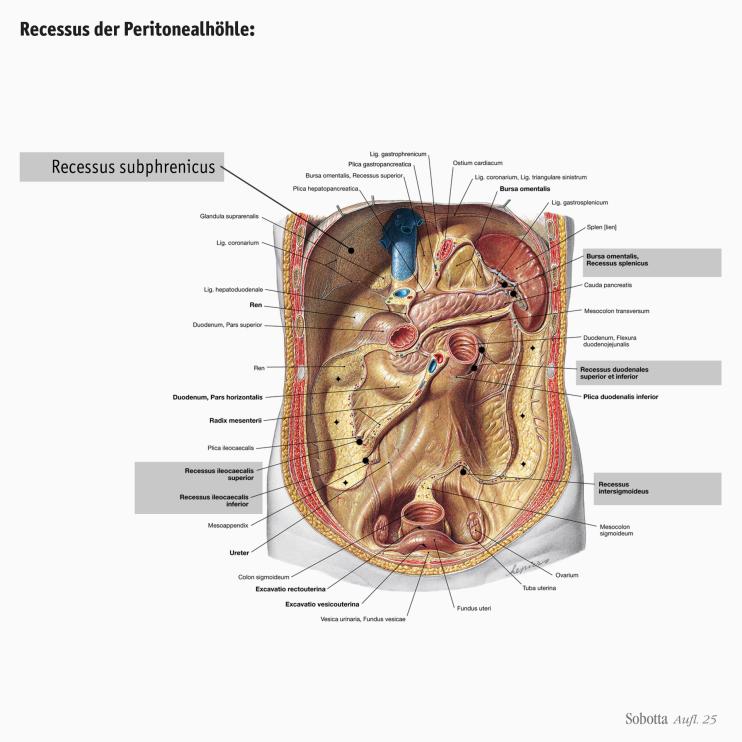 Recessus der Peritonealhöhle:
Recessus subphrenicus
Lig. gastrophrenicum
Plica gastropancreatica
Bursa omentalis, Recessus superior
Plica hepatopancreatica
Glandula suprarenalis
Lig. coronarium
Lig. hepatoduodenale
Ren
Duodenum, Pars superior
Ren
Duodenum, Pars horizontalis
Radix mesenterii
Plica ileocaecalis
Recessus ileocaecalis
superior
Recessus ileocaecalis
inferior
Mesoappendix
Ureter
Colon sigmoideum
Excavatio rectouterina
Excavatio vesicouterina
Vesica urinaria, Fundus vesicae
Ostium cardiacum
Lig. coronarium, Lig. triangulare sinistrum
Bursa omentalis
Lig. gastrosplenicum
Splen [lien]
Bursa omentalis,
Recessus splenicus
Cauda pancreatis
Mesocolon transversum
Duodenum, Flexura
duodenojejunalis
Recessus duodenales
superior et inferior
Plica duodenalis inferior
Recessus
intersigmoideus
Mesocolon
sigmoideum
Ovarium
Tuba uterina
Fundus uteri
Sobotta Aufl. 25